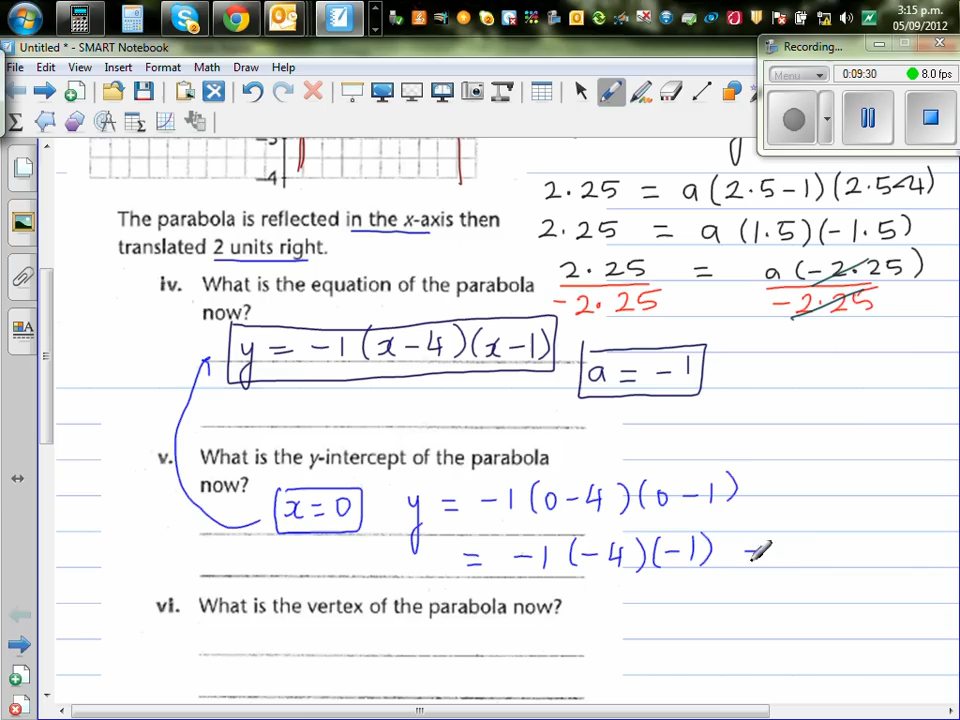 3:15 p.m.
05/09/2012
Untitled * - SMART Notebook
Recording...
File Edit View Insert Format Math Draw Help
Menu
0:09:30
8.0 fps
-4
2.25 = a(2.5-1)(2.5-4)
The parabola is reflected in the x-axis then
2.25 = a (1.5)(-1.5)
translated 2 units right.
2.25 = a(-2.25)
-2.25 -2.25
iv. What is the equation of the parabola
now?
y = -1(x-4)(x-1)
a = -1
v. What is the y-intercept of the parabola
now?
x=0
y = -1(0-4)(0-1)
= -1(-4)(-1)
vi. What is the vertex of the parabola now?